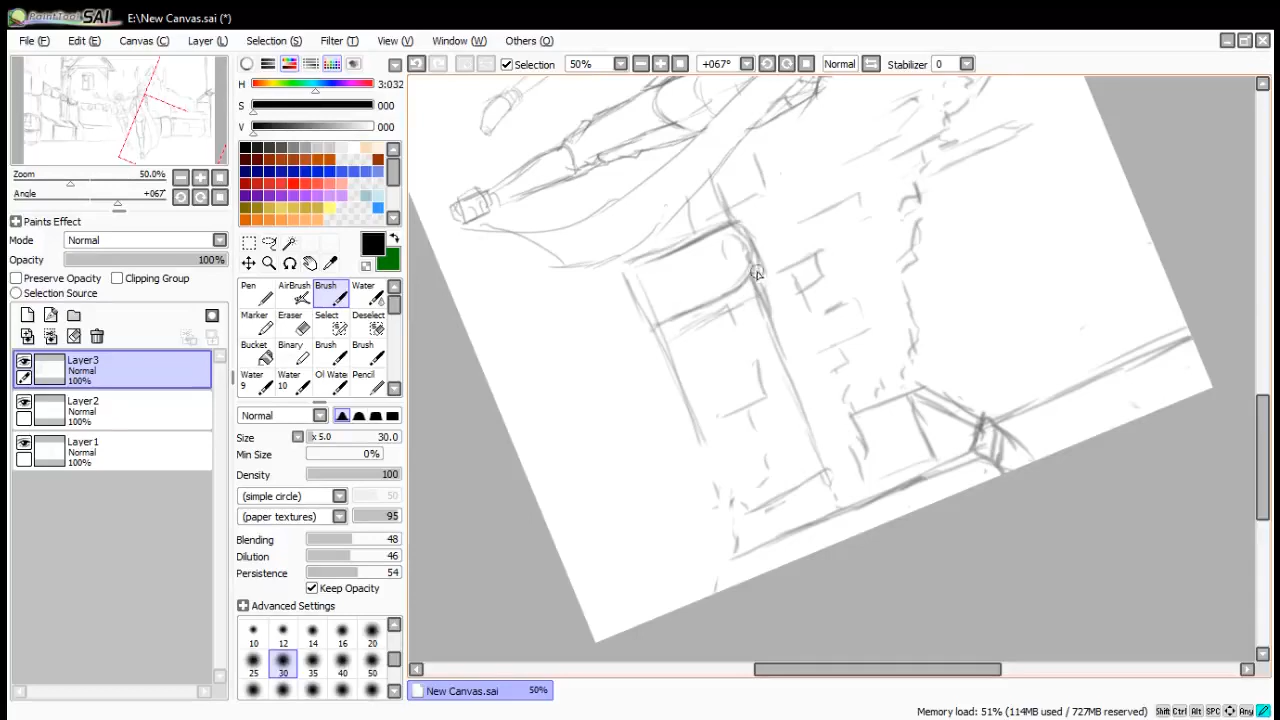 PaintTool SAI E:\New Canvas.sai (*)
File (F) Edit (E) Canvas (C) Layer (L) Selection (S) Filter (T) View (V) Window (W) Others (O)
Selection 50% +067° Normal Stabilizer 0
H 3:032
S 000
V 000
Zoom 50.0%
Angle +067°
Paints Effect
Mode Normal
Opacity 100%
Preserve Opacity Clipping Group
Selection Source
Layer3
Normal
100%
Layer2
Normal
100%
Layer1
Normal
100%
Pen AirBrush Brush Water
Marker Eraser Select Deselect
Bucket Binary Brush Brush
Water 9 Water 10 Ol Wate Pencil
Normal
Size x 5.0 30.0
Min Size 0%
Density 100
(simple circle) 50
(paper textures) 95
Blending 48
Dilution 46
Persistence 54
Keep Opacity
Advanced Settings
10 12 14 16 20
25 30 35 40 50
New Canvas.sai 50%
Memory load: 51% (114MB used / 727MB reserved) Shift Ctrl Alt SPC Any